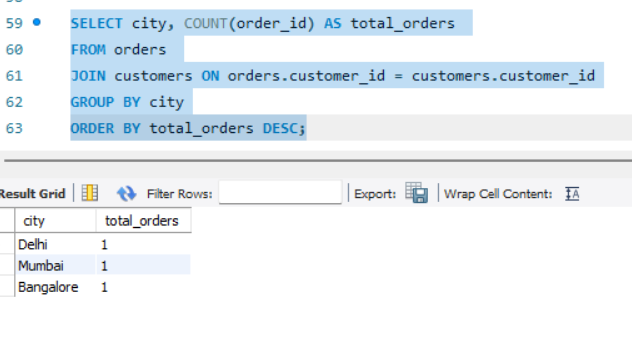 59 SELECT city, COUNT(order_id) AS total_orders
60 FROM orders
61 JOIN customers ON orders.customer_id = customers.customer_id
62 GROUP BY city
63 ORDER BY total_orders DESC;
Result Grid Filter Rows: Export: Wrap Cell Content: IA
city total_orders
Delhi 1
Mumbai 1
Bangalore 1